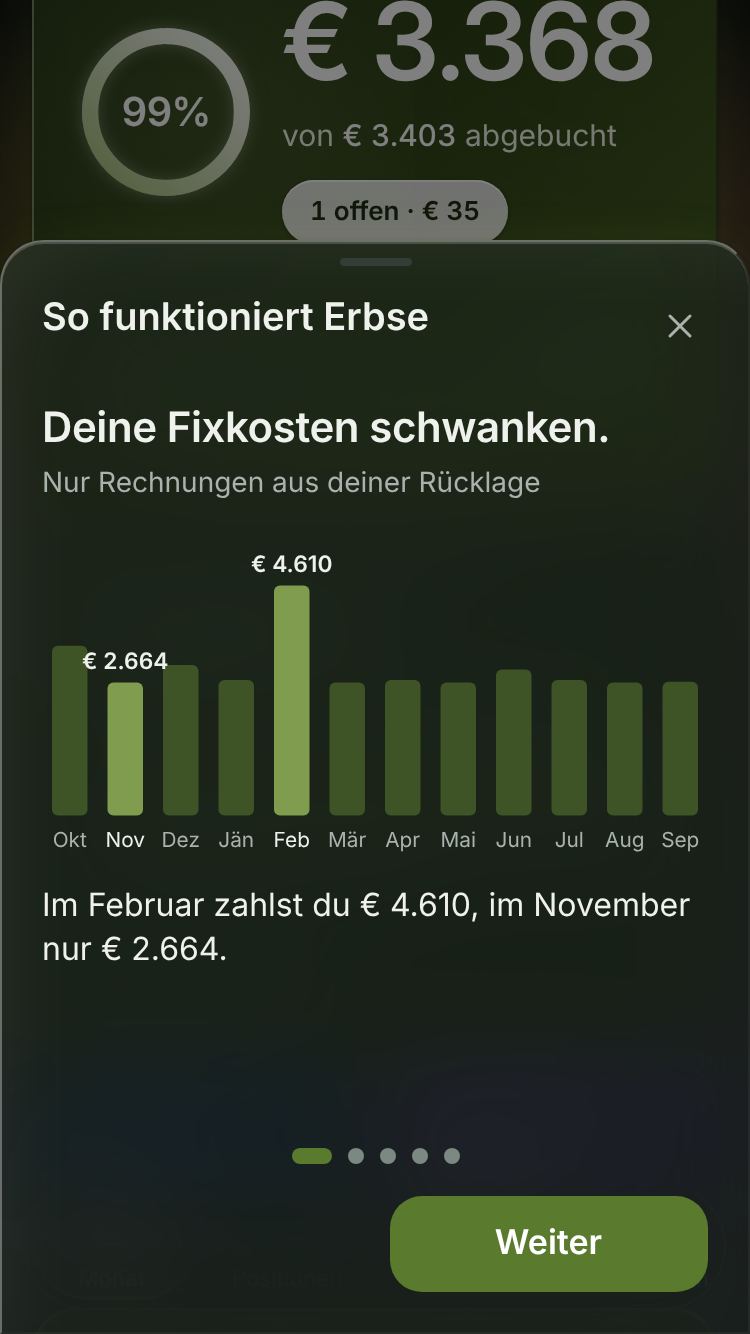 € 3.368
99%
von € 3.403 abgebucht
1 offen · € 35
So funktioniert Erbse
Deine Fixkosten schwanken.
Nur Rechnungen aus deiner Rücklage
€ 4.610
€ 2.664
Okt Nov Dez Jän Feb Mär Apr Mai Jun Jul Aug Sep
Im Februar zahlst du € 4.610, im November
nur € 2.664.
Weiter
Monat Positionen